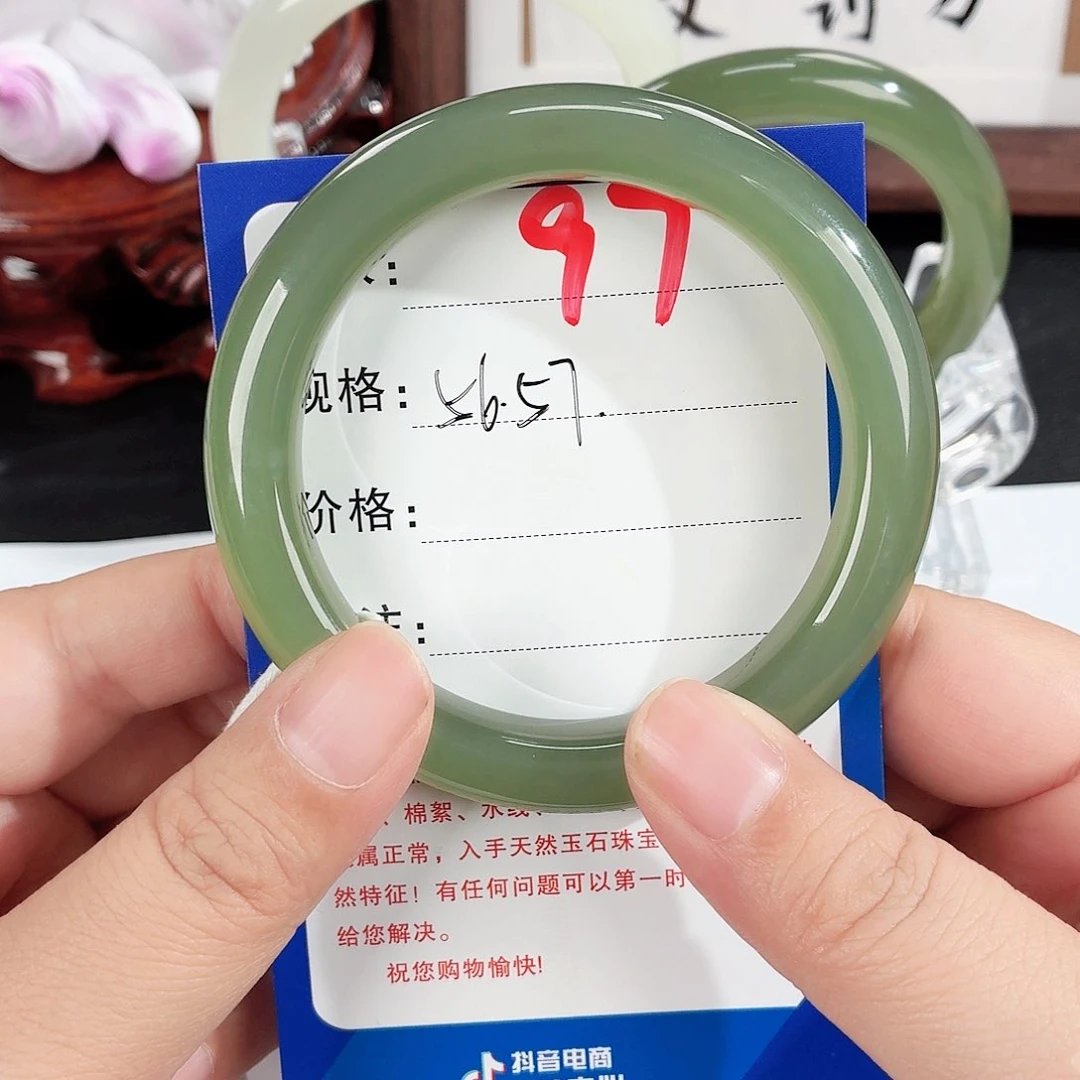 97
规格：56.57.
价格：
注：
、棉絮、水线、
属正常，入手天然玉石珠宝
然特征！有任何问题可以第一时
给您解决。
祝您购物愉快!
抖音电商